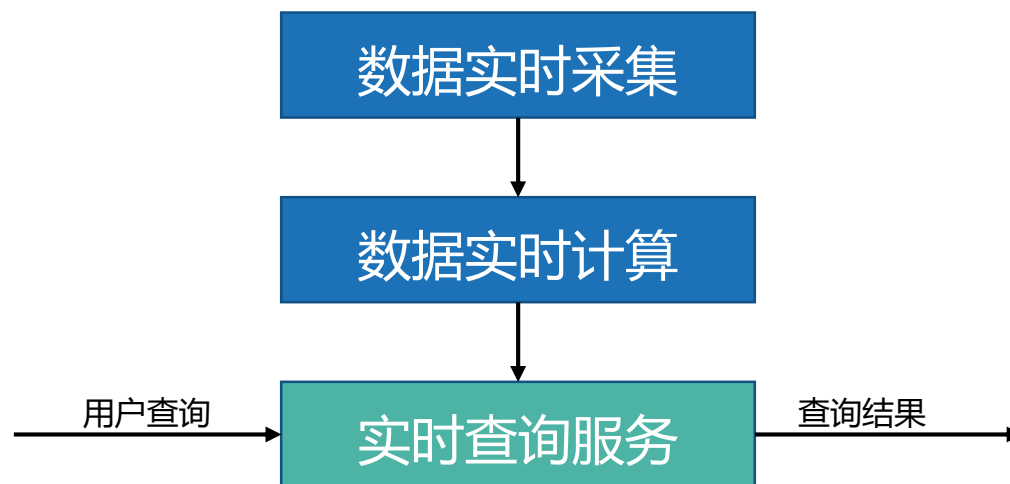 数据实时采集
数据实时计算
用户查询
实时查询服务
查询结果